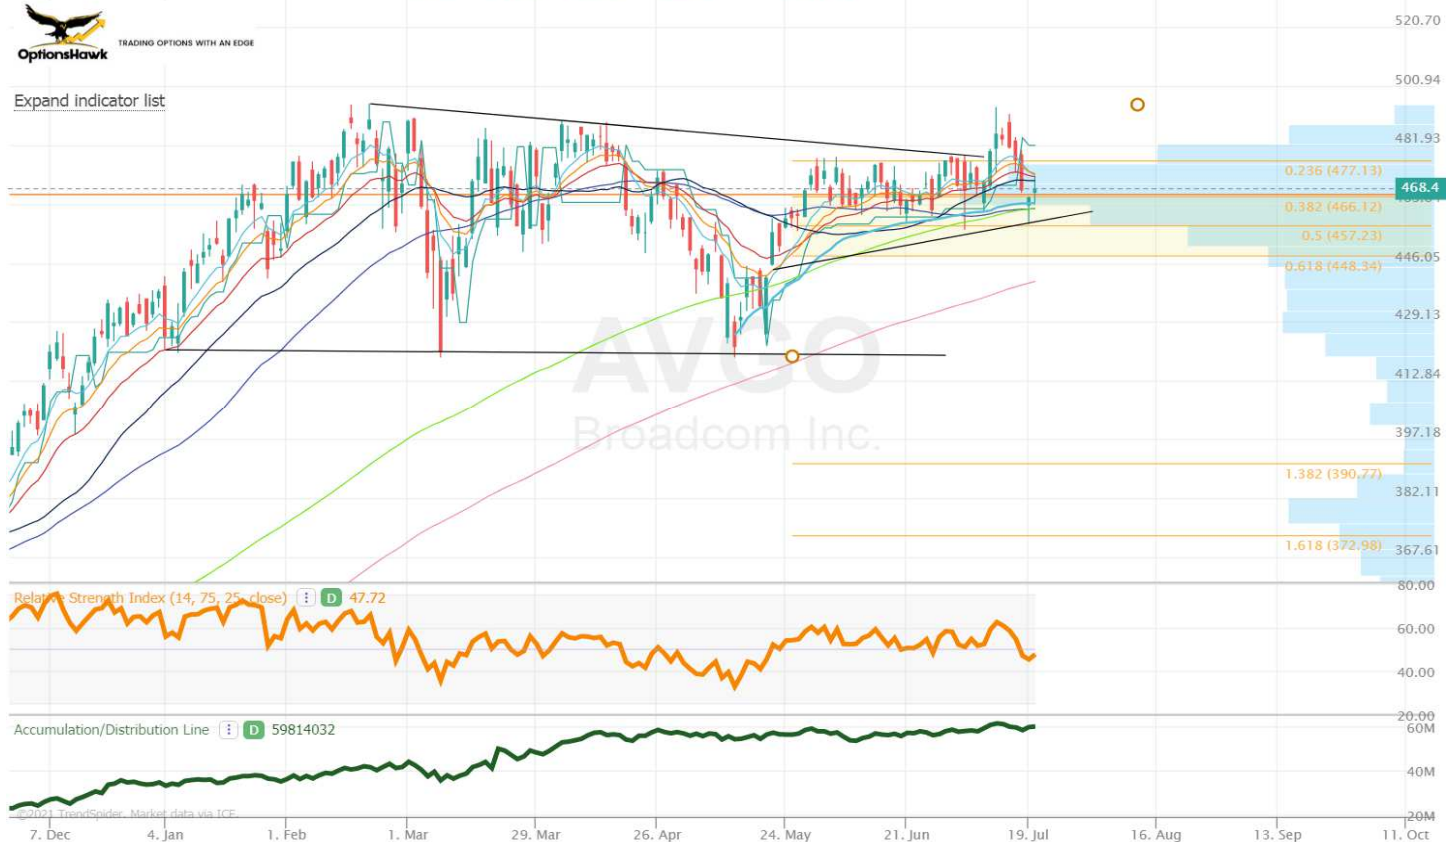 OptionsHawk
TRADING OPTIONS WITH AN EDGE
Expand indicator list
520.70
500.94
481.93
0.236 (477.13)
468.4
0.382 (466.12)
0.5 (457.23)
446.05
0.618 (448.34)
429.13
AVGO
412.84
Broadcom Inc.
397.18
1.382 (390.77)
382.11
1.618 (372.98)
367.61
80.00
Relative Strength Index (14, 75, 25, close) D 47.72
60.00
40.00
20.00
Accumulation/Distribution Line D 59814032
60M
40M
©2021 TrendSpider. Market data via ICE.
20M
7. Dec 4. Jan 1. Feb 1. Mar 29. Mar 26. Apr 24. May 21. Jun 19. Jul 16. Aug 13. Sep 11. Oct